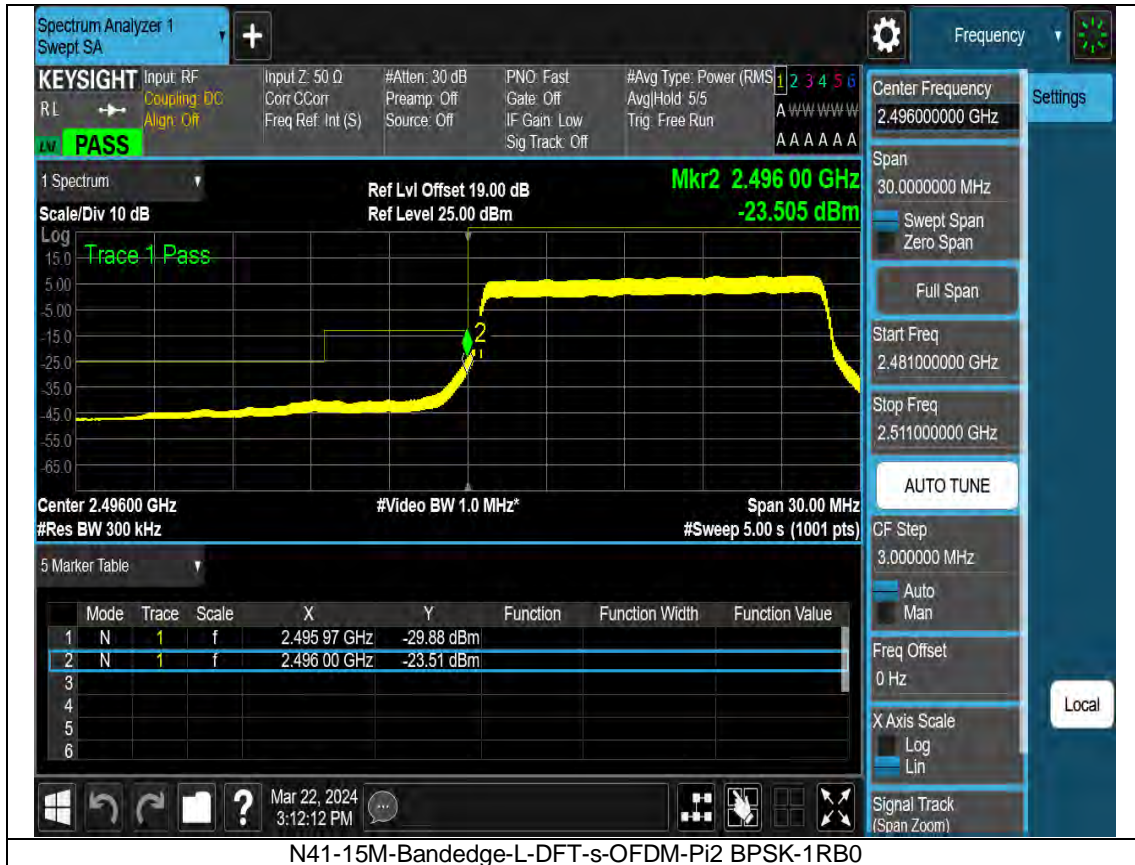 Spectrum Analyzer 1
Swept SA
Frequency
KEYSIGHT
RL
PASS
Input: RF
Coupling: DC
Align: Off
Input Z: 50 Ω
Corr CCorr
Freq Ref: Int (S)
#Atten: 30 dB
Preamp: Off
Source: Off
PNO: Fast
Gate: Off
IF Gain: Low
Sig Track: Off
#Avg Type: Power (RMS
Avg|Hold: 5/5
Trig: Free Run
1 2 3 4 5 6
A W W W W W
A A A A A A
1 Spectrum
Scale/Div 10 dB
Ref Lvl Offset 19.00 dB
Ref Level 25.00 dBm
Mkr2 2.496 00 GHz
-23.505 dBm
Log
Trace 1 Pass
15.0
5.00
-5.00
-15.0
-25.0
-35.0
-45.0
-55.0
-65.0
2
Center 2.49600 GHz
#Video BW 1.0 MHz*
Span 30.00 MHz
#Res BW 300 kHz
#Sweep 5.00 s (1001 pts)
5 Marker Table
Mode Trace Scale X Y Function Function Width Function Value
1 N 1 f 2.495 97 GHz -29.88 dBm
2 N 1 f 2.496 00 GHz -23.51 dBm
3
4
5
6
Mar 22, 2024
3:12:12 PM
Center Frequency
2.496000000 GHz
Settings
Span
30.0000000 MHz
Swept Span
Zero Span
Full Span
Start Freq
2.481000000 GHz
Stop Freq
2.511000000 GHz
AUTO TUNE
CF Step
3.000000 MHz
Auto
Man
Freq Offset
0 Hz
X Axis Scale
Log
Lin
Local
Signal Track
(Span Zoom)
N41-15M-Bandedge-L-DFT-s-OFDM-Pi2 BPSK-1RB0